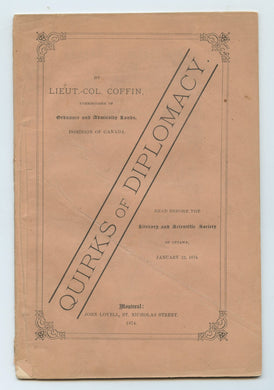 BY
LIEUT.-COL. COFFIN,
COMMISSIONER OF
Ordnance and Admiralty Lands,
DOMINION OF CANADA.
QUIRKS OF DIPLOMACY.
READ BEFORE THE
Literary and Scientific Society
OF OTTAWA,
JANUARY 22, 1874
Montreal:
JOHN LOVELL, ST. NICHOLAS STREET.
1874.